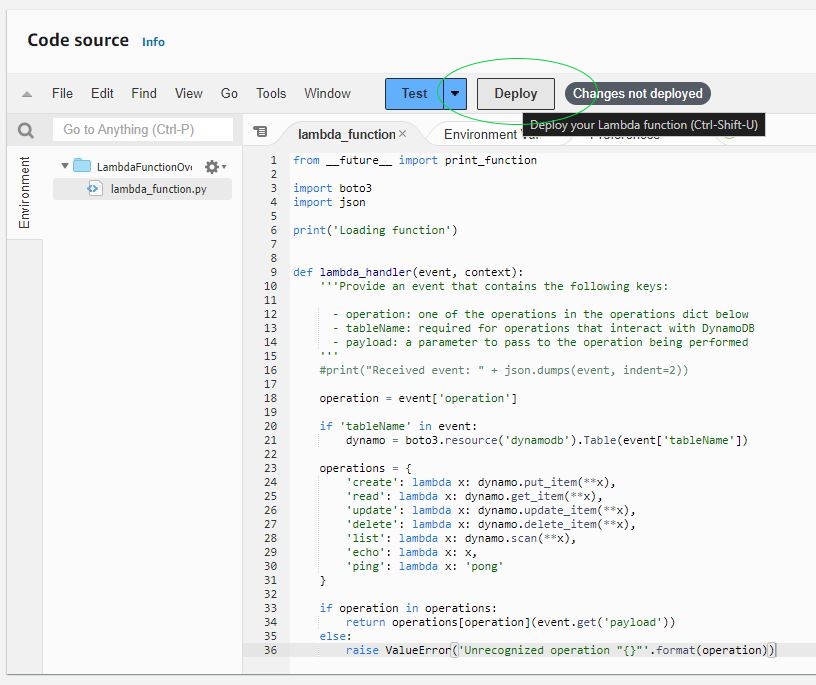 Code source Info
File Edit Find View Go Tools Window Test Deploy Changes not deployed
Go to Anything (Ctrl-P)
lambda_function
Environment
Deploy your Lambda function (Ctrl-Shift-U)
Environment
LambdaFunctionOv
lambda_function.py
1 from __future__ import print_function
2
3 import boto3
4 import json
5
6 print('Loading function')
7
8
9 def lambda_handler(event, context):
10 '''Provide an event that contains the following keys:
11
12 - operation: one of the operations in the operations dict below
13 - tableName: required for operations that interact with DynamoDB
14 - payload: a parameter to pass to the operation being performed
15 '''
16 #print("Received event: " + json.dumps(event, indent=2))
17
18 operation = event['operation']
19
20 if 'tableName' in event:
21 dynamo = boto3.resource('dynamodb').Table(event['tableName'])
22
23 operations = {
24 'create': lambda x: dynamo.put_item(**x),
25 'read': lambda x: dynamo.get_item(**x),
26 'update': lambda x: dynamo.update_item(**x),
27 'delete': lambda x: dynamo.delete_item(**x),
28 'list': lambda x: dynamo.scan(**x),
29 'echo': lambda x: x,
30 'ping': lambda x: 'pong'
31 }
32
33 if operation in operations:
34 return operations[operation](event.get('payload'))
35 else:
36 raise ValueError('Unrecognized operation "{}"'.format(operation))